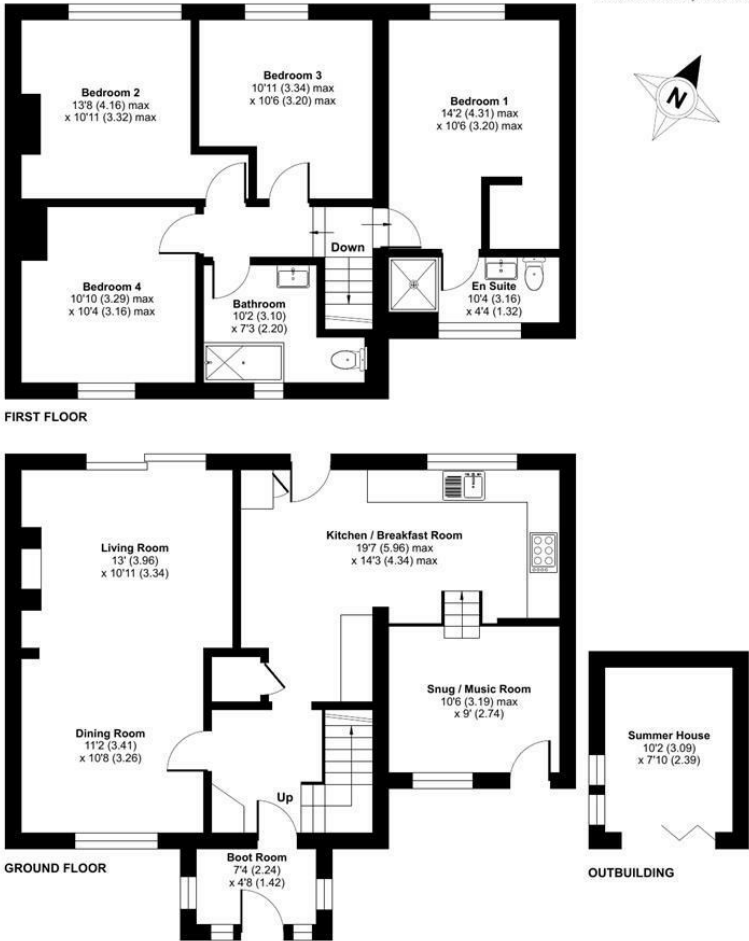 Bedroom 2
13'8 (4.16) max
x 10'11 (3.32) max
Bedroom 3
10'11 (3.34) max
x 10'6 (3.20) max
Bedroom 1
14'2 (4.31) max
x 10'6 (3.20) max
N
Down
Bedroom 4
10'10 (3.29) max
x 10'4 (3.16) max
Bathroom
10'2 (3.10)
x 7'3 (2.20)
En Suite
10'4 (3.16)
x 4'4 (1.32)
FIRST FLOOR
Living Room
13' (3.96)
x 10'11 (3.34)
Kitchen / Breakfast Room
19'7 (5.96) max
x 14'3 (4.34) max
Snug / Music Room
10'6 (3.19) max
x 9' (2.74)
Dining Room
11'2 (3.41)
x 10'8 (3.26)
Summer House
10'2 (3.09)
x 7'10 (2.39)
Up
Boot Room
7'4 (2.24)
x 4'8 (1.42)
GROUND FLOOR
OUTBUILDING